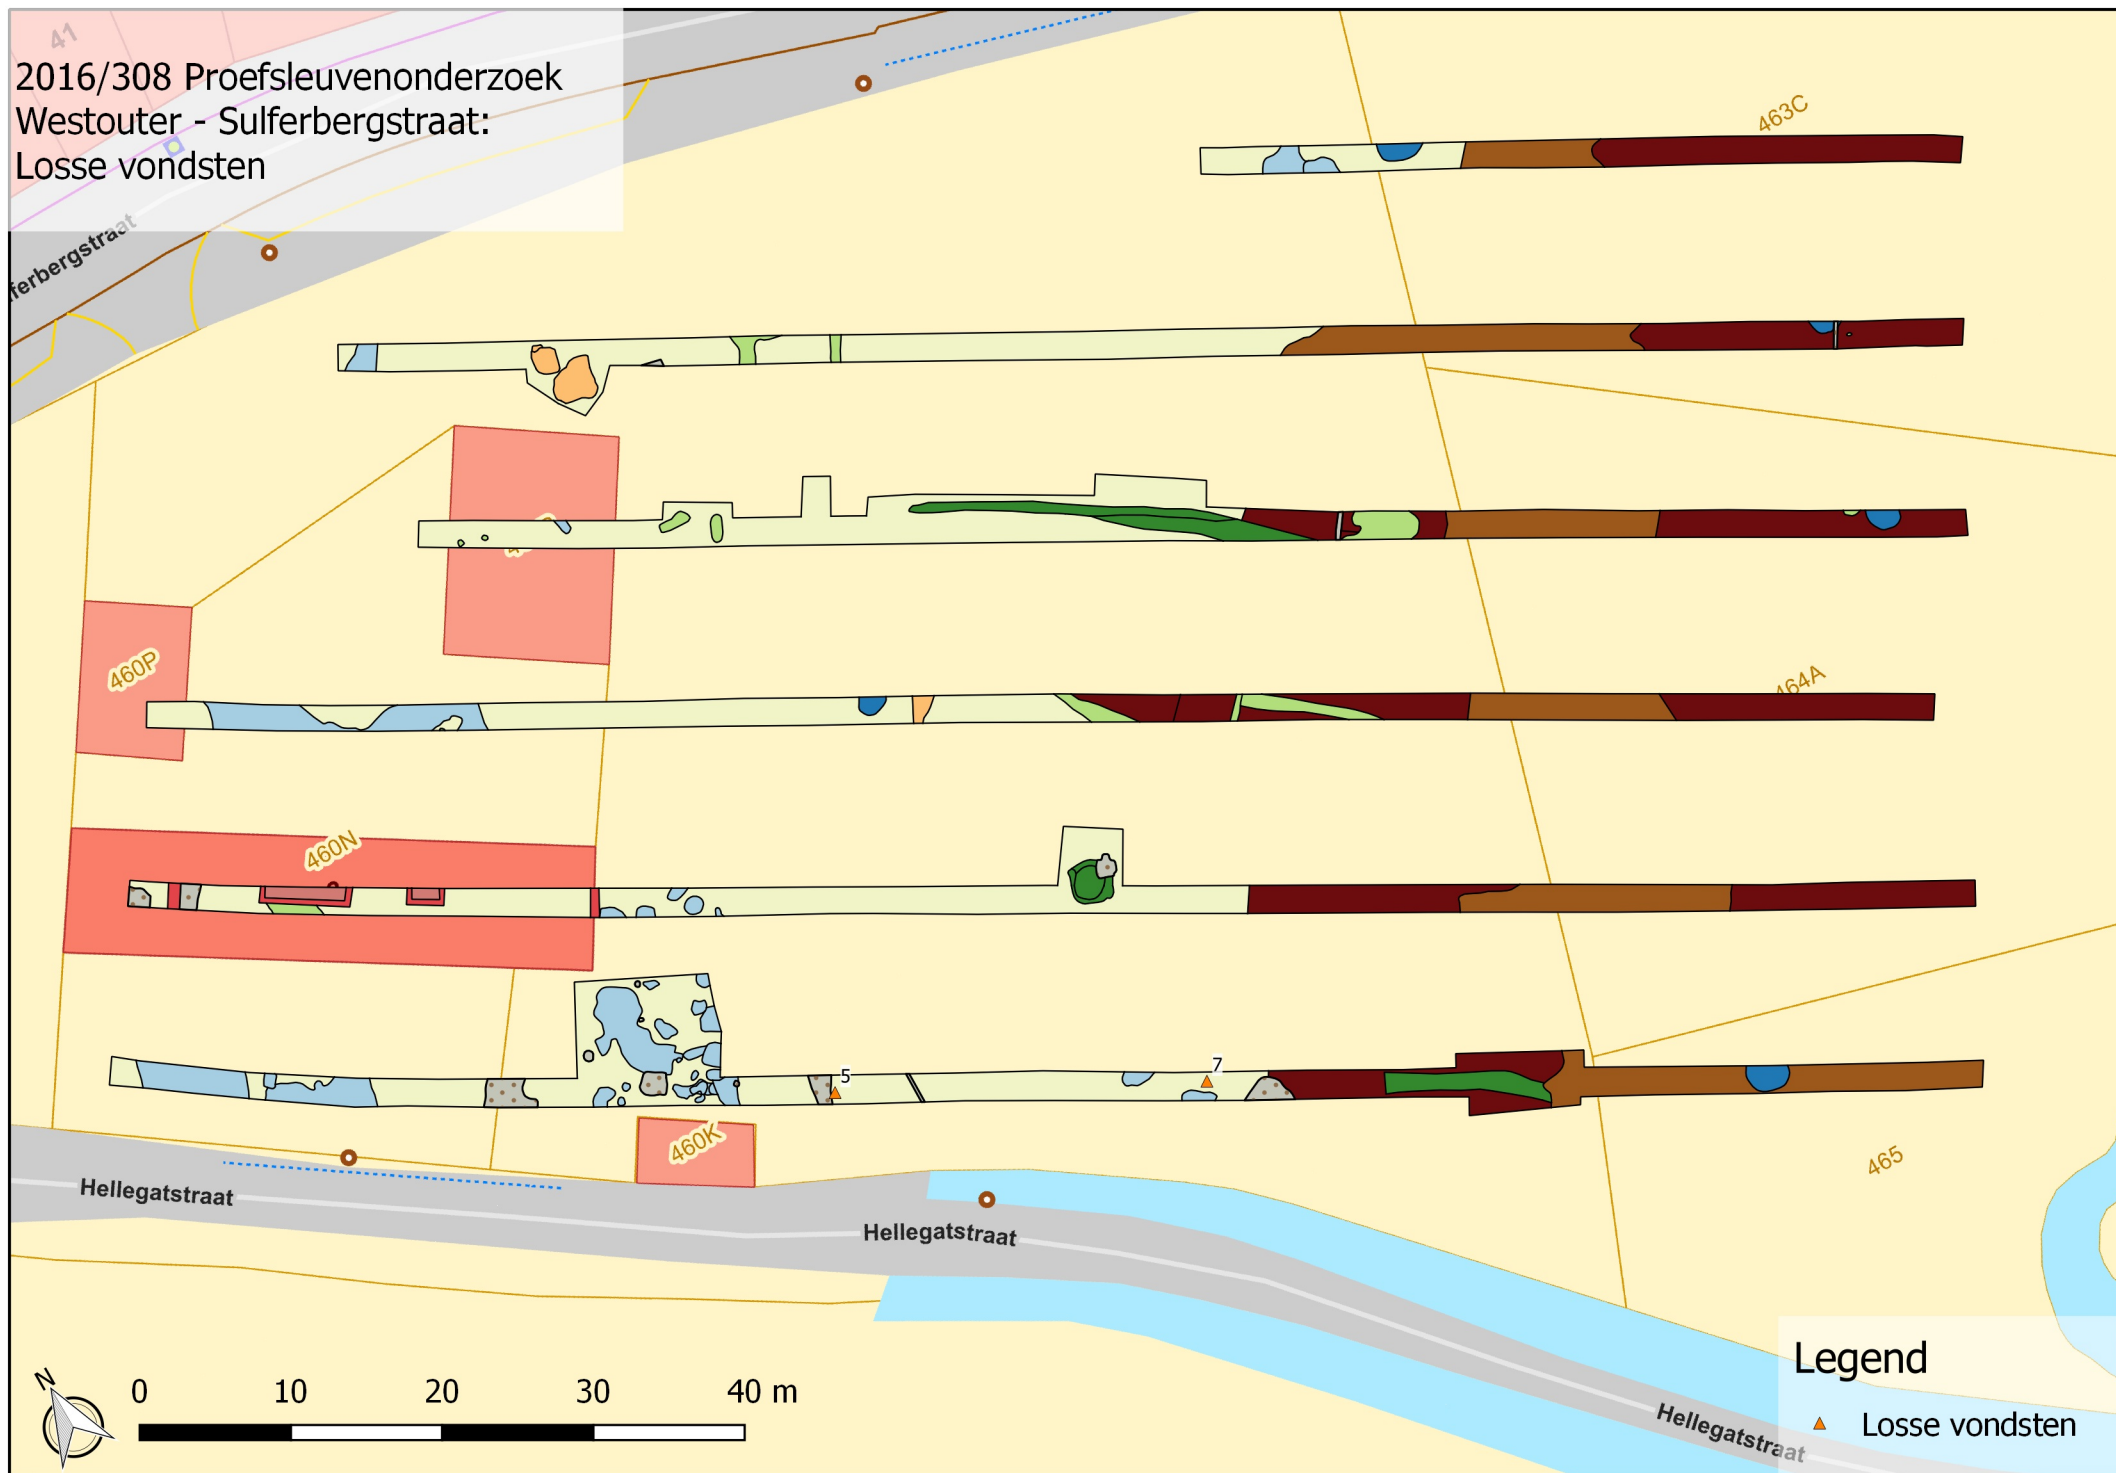 41
2016/308 Proefsleuvenonderzoek
Westouter - Sulferbergstraat:
Losse vondsten
463C
464A
460P
460N
5
7
460K
465
Hellegatstraat
Hellegatstraat
Hellegatstraat
N
0 10 20 30 40 m
Legend
Losse vondsten